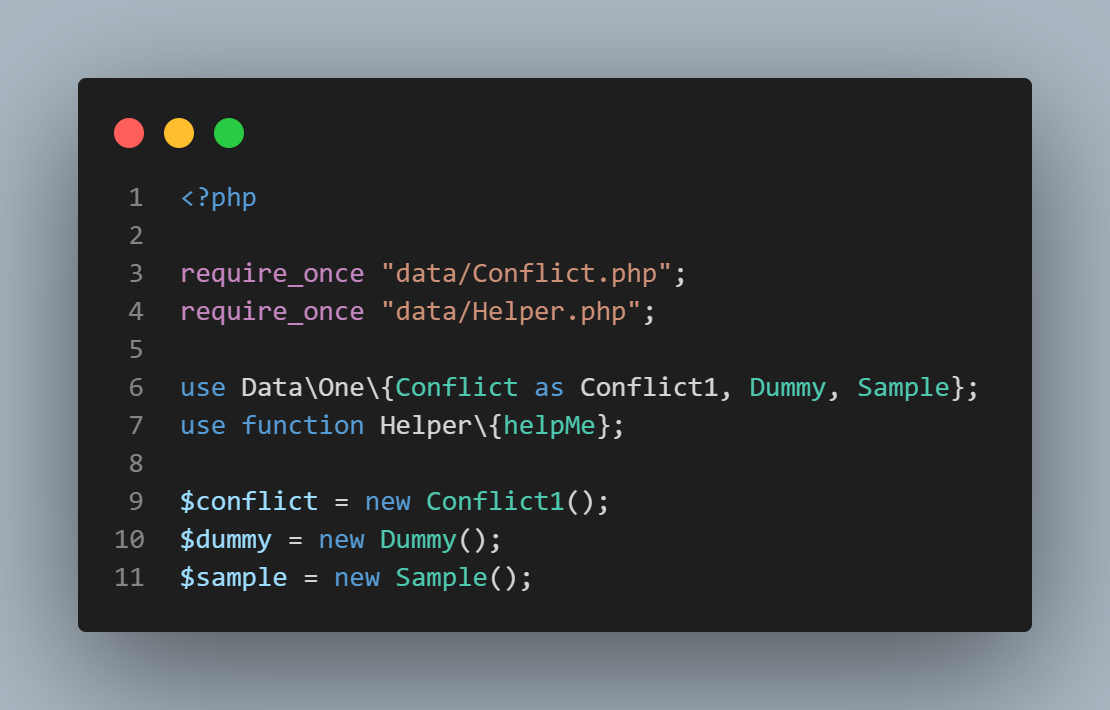 1 <?php
2
3 require_once "data/Conflict.php";
4 require_once "data/Helper.php";
5
6 use Data\One\{Conflict as Conflict1, Dummy, Sample};
7 use function Helper\{helpMe};
8
9 $conflict = new Conflict1();
10 $dummy = new Dummy();
11 $sample = new Sample();